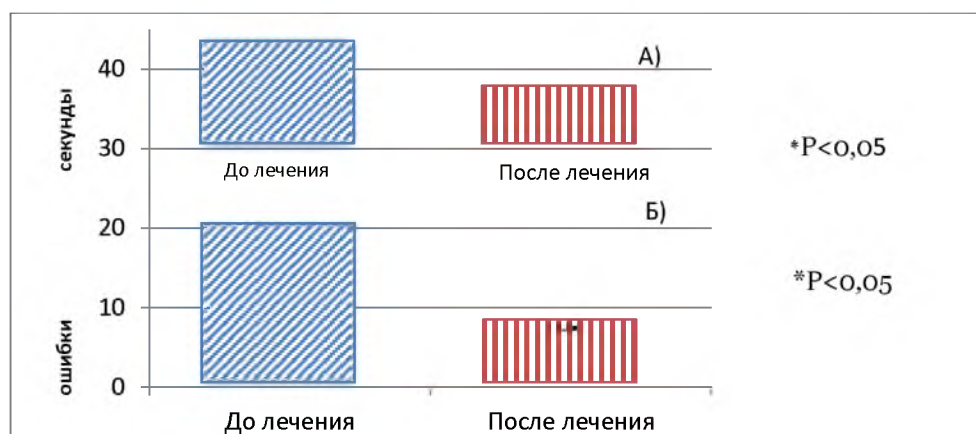 А)
40
секунды
30
До лечения
После лечения
*P<0,05
Б)
20
10
ошибки
0
*P<0,05
До лечения
После лечения